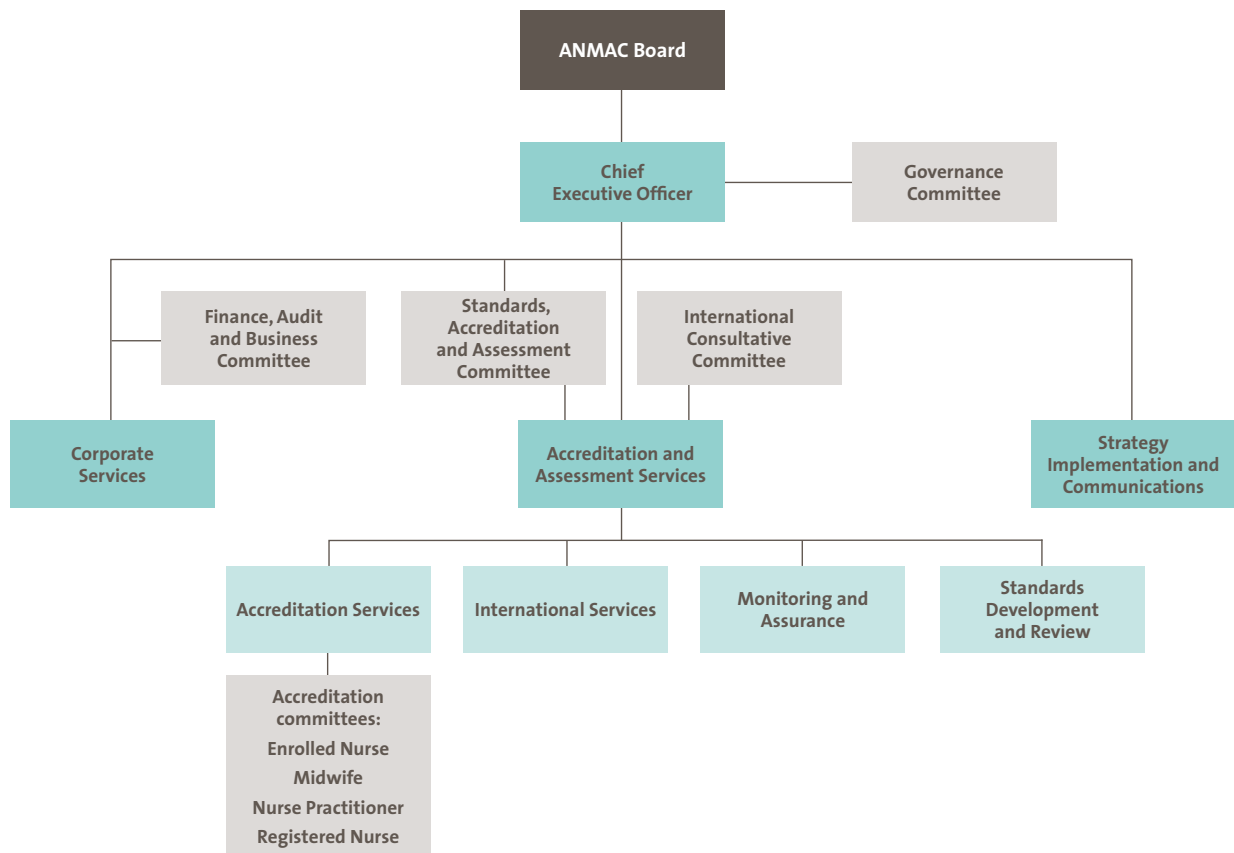 ANMAC Board
Chief
Executive Officer
Governance
Committee
Finance, Audit
and Business
Committee
Standards,
Accreditation
and Assessment
Committee
International
Consultative
Committee
Corporate
Services
Accreditation and
Assessment Services
Strategy
Implementation and
Communications
Accreditation Services
International Services
Monitoring and
Assurance
Standards
Development
and Review
Accreditation
committees:
Enrolled Nurse
Midwife
Nurse Practitioner
Registered Nurse